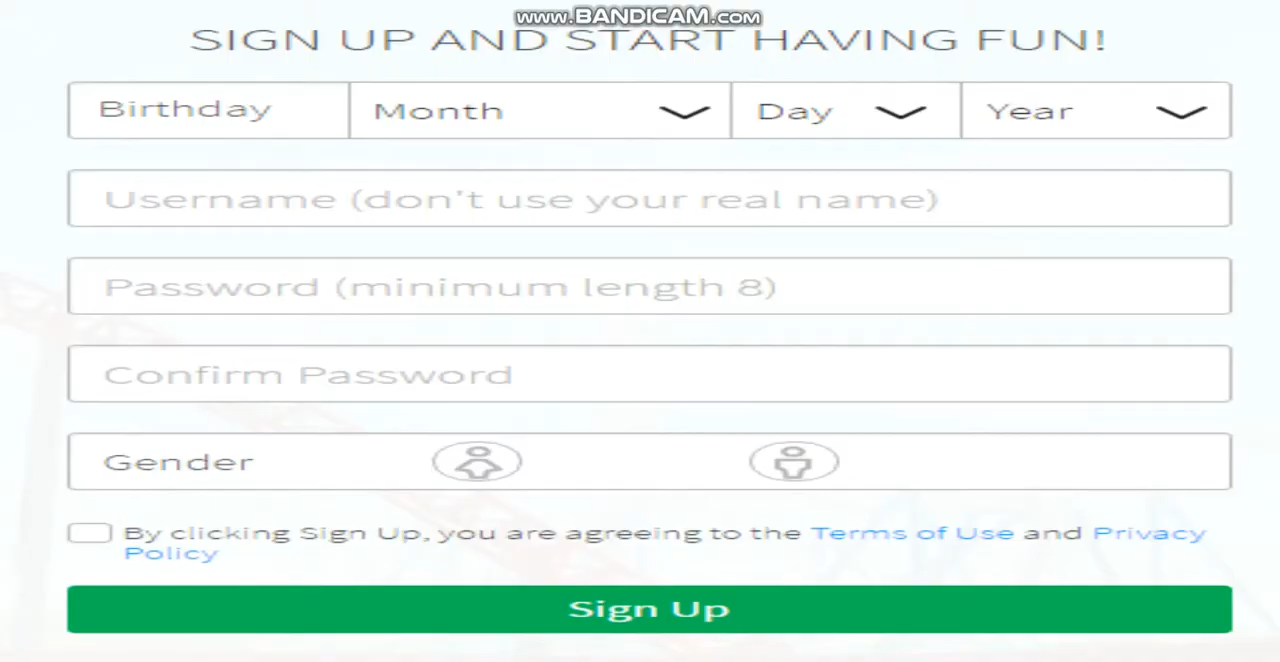 www.BANDICAM.com
SIGN UP AND START HAVING FUN!
Birthday Month Day Year
Username (don't use your real name)
Password (minimum length 8)
Confirm Password
Gender
By clicking Sign Up, you are agreeing to the Terms of Use and Privacy
Policy
Sign Up